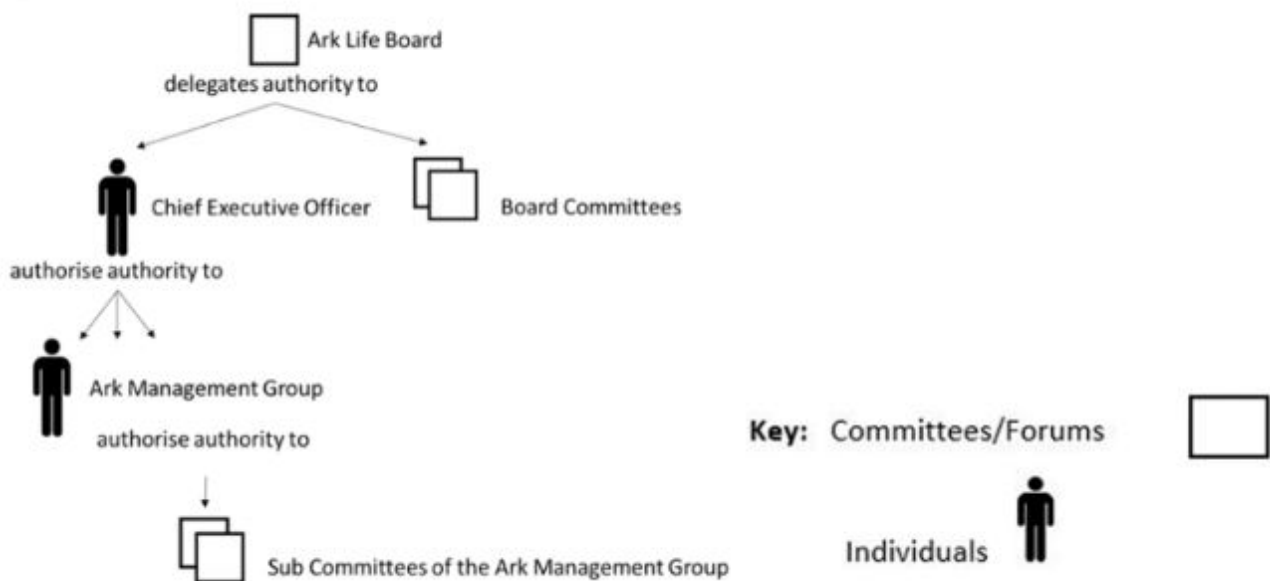 Ark Life Board
delegates authority to
Chief Executive Officer
Board Committees
authorise authority to
Ark Management Group
authorise authority to
Sub Committees of the Ark Management Group
Key: Committees/Forums
Individuals